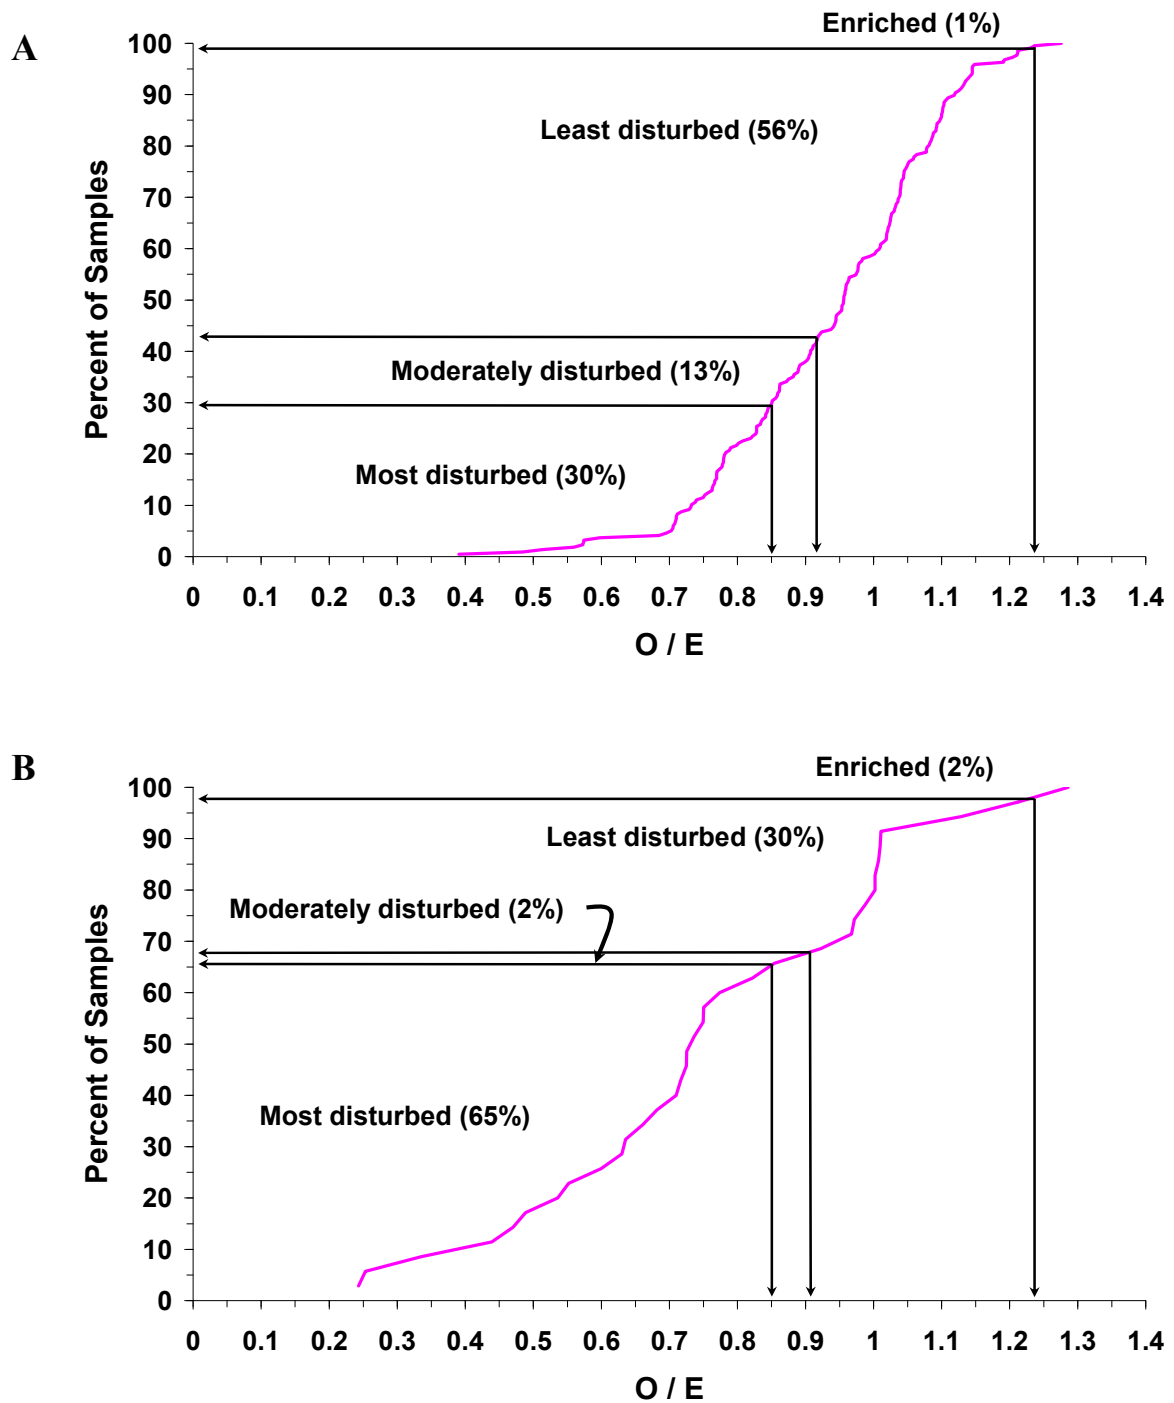 A
Enriched (1%)
100
90
80
70
60
50
40
30
20
10
0
Percent of Samples
Least disturbed (56%)
Moderately disturbed (13%)
Most disturbed (30%)
0 0.1 0.2 0.3 0.4 0.5 0.6 0.7 0.8 0.9 1 1.1 1.2 1.3 1.4
O / E
B
Enriched (2%)
100
90
80
70
60
50
40
30
20
10
0
Percent of Samples
Least disturbed (30%)
Moderately disturbed (2%)
Most disturbed (65%)
0 0.1 0.2 0.3 0.4 0.5 0.6 0.7 0.8 0.9 1 1.1 1.2 1.3 1.4
O / E